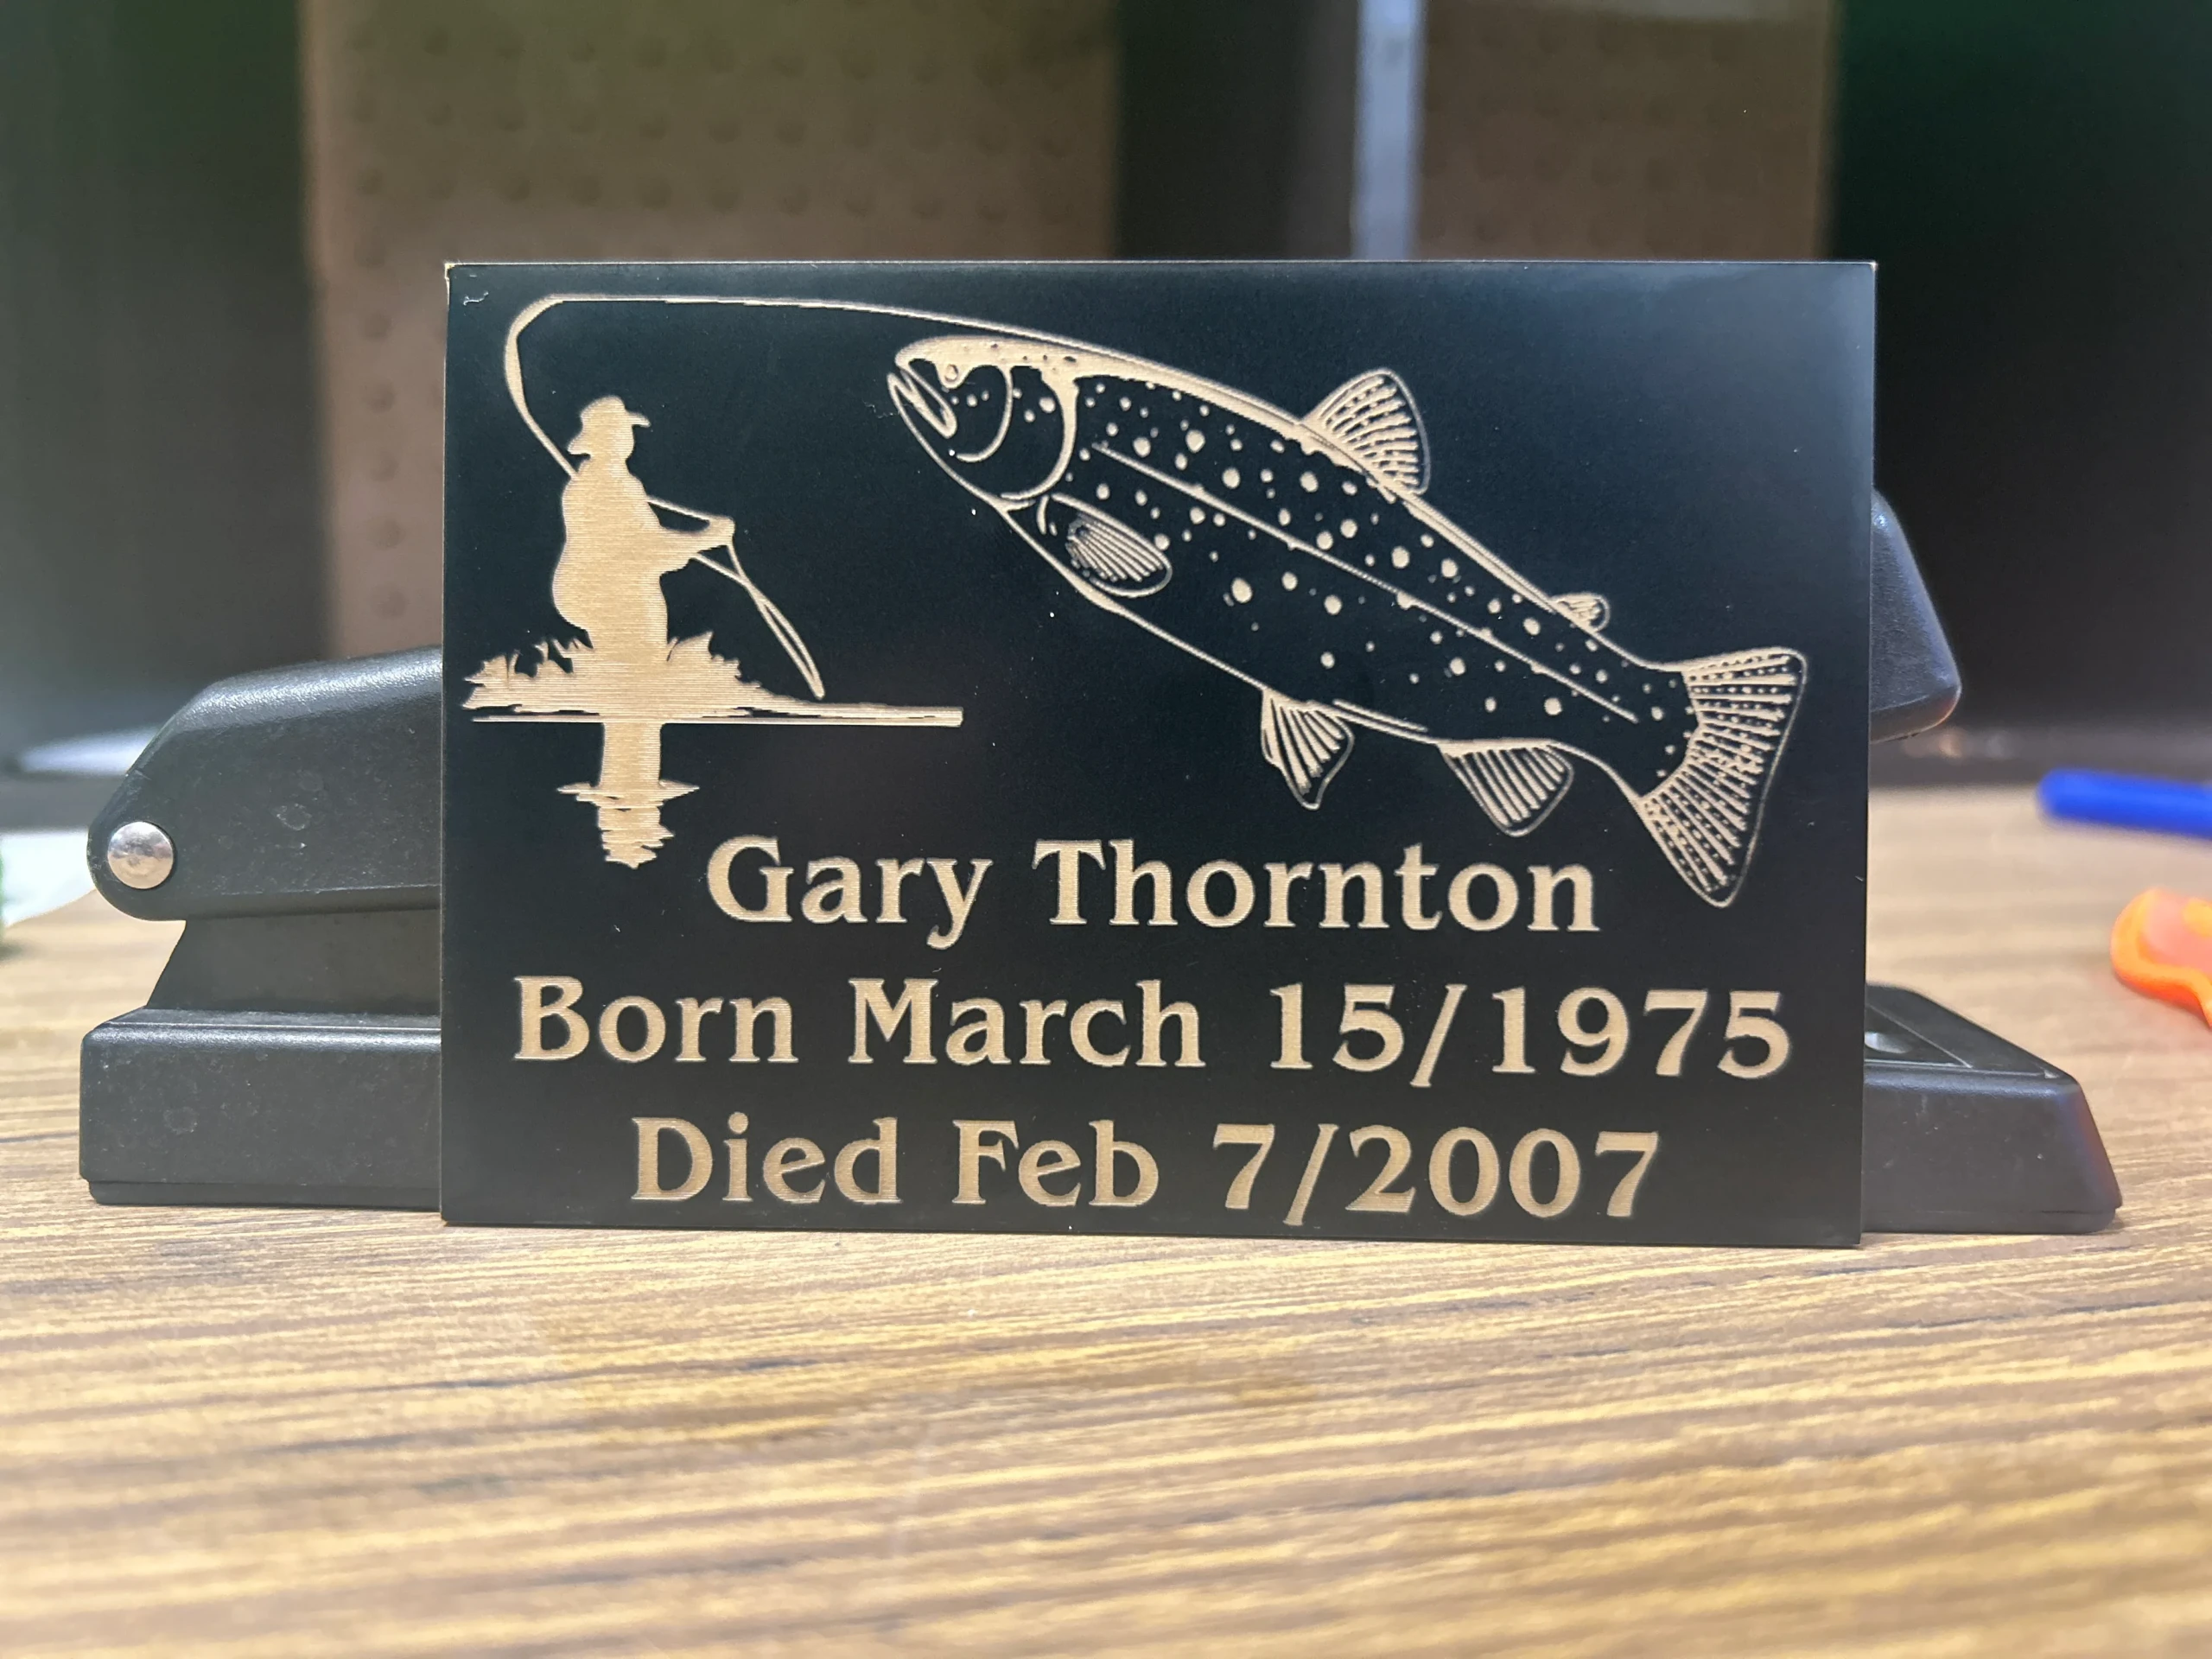 Gary Thornton
Born March 15/1975
Died Feb 7/2007